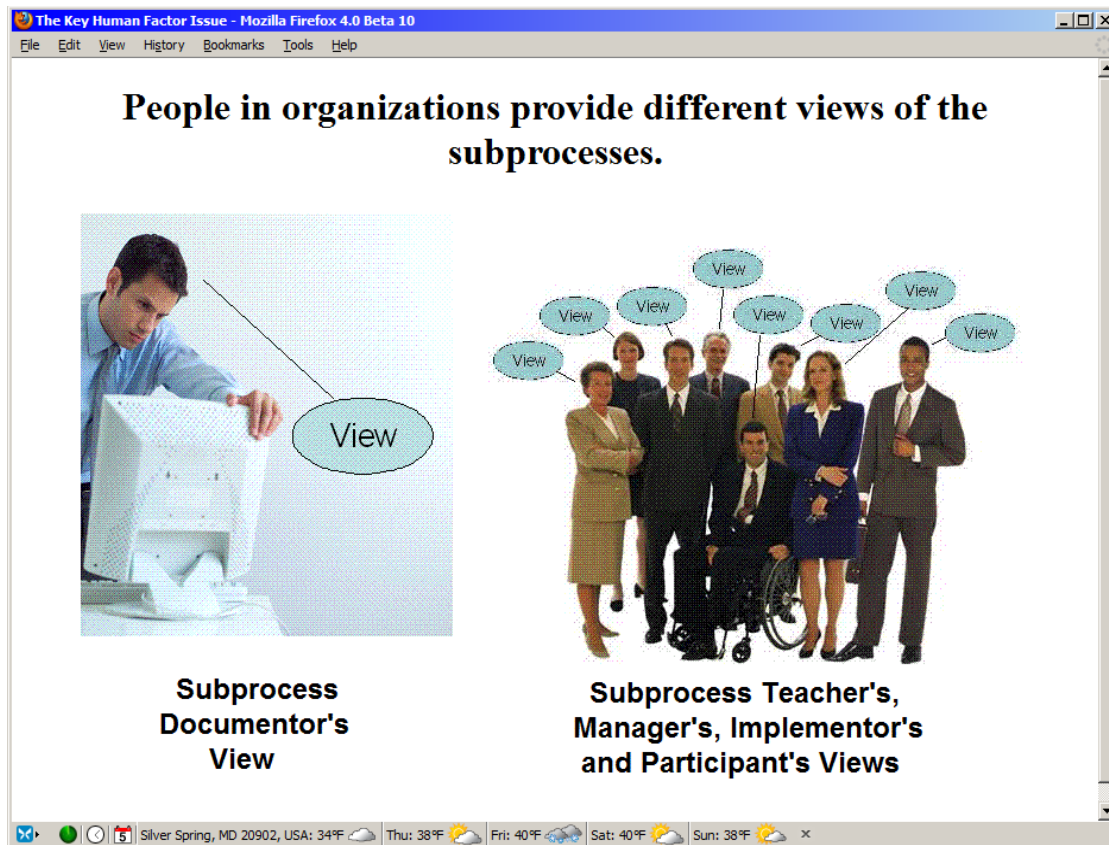 The Key Human Factor Issue - Mozilla Firefox 4.0 Beta 10
File Edit View History Bookmarks Tools Help
People in organizations provide different views of the
subprocesses.
View
View
View
View
View
View
View
View
View
Subprocess
Documentor's
View
Subprocess Teacher's,
Manager's, Implementor's
and Participant's Views
5 Silver Spring, MD 20902, USA: 34°F Thu: 38°F Fri: 40°F Sat: 40°F Sun: 38°F